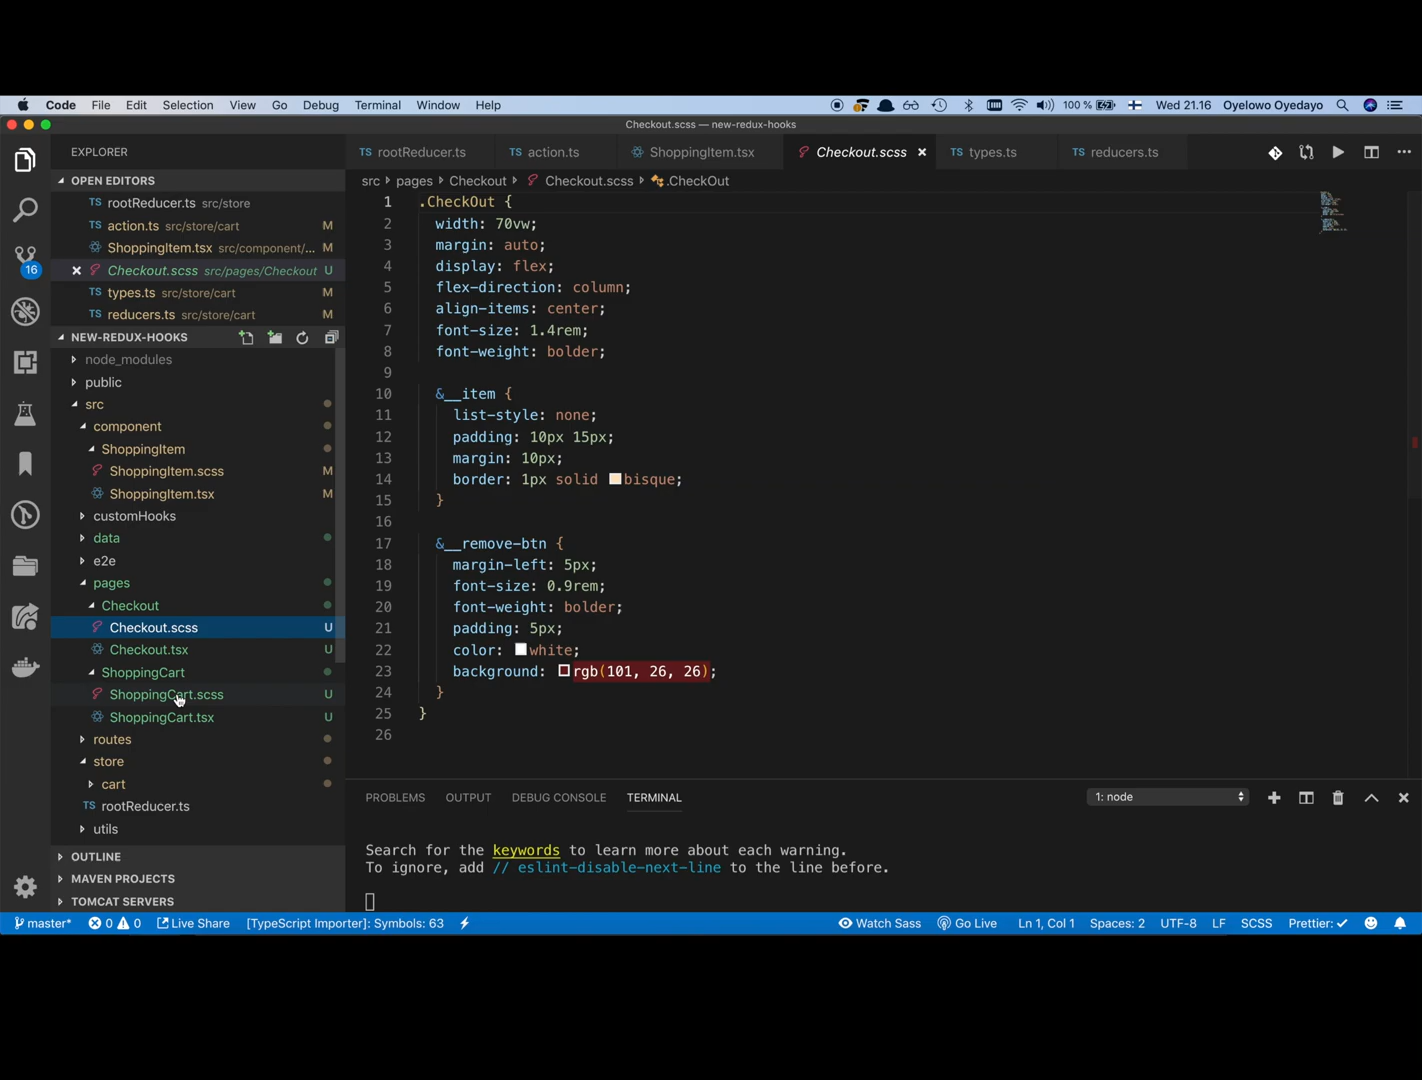 Code File Edit Selection View Go Debug Terminal Window Help 100 % Wed 21.16 Oyelowo Oyedayo
Checkout.scss — new-redux-hooks
EXPLORER
TS rootReducer.ts TS action.ts ShoppingItem.tsx Checkout.scss TS types.ts TS reducers.ts
OPEN EDITORS
TS rootReducer.ts src/store
TS action.ts src/store/cart M
ShoppingItem.tsx src/component/... M
Checkout.scss src/pages/Checkout U
TS types.ts src/store/cart M
TS reducers.ts src/store/cart M
16
NEW-REDUX-HOOKS
node_modules
public
src
component
ShoppingItem
ShoppingItem.scss M
ShoppingItem.tsx M
customHooks
data
e2e
pages
Checkout
Checkout.scss U
Checkout.tsx U
ShoppingCart
ShoppingCart.scss U
ShoppingCart.tsx U
routes
store
cart
TS rootReducer.ts
utils
OUTLINE
MAVEN PROJECTS
TOMCAT SERVERS
src Pages Checkout Checkout.scss .CheckOut
1 .CheckOut {
2 width: 70vw;
3 margin: auto;
4 display: flex;
5 flex-direction: column;
6 align-items: center;
7 font-size: 1.4rem;
8 font-weight: bolder;
9
10 &__item {
11 list-style: none;
12 padding: 10px 15px;
13 margin: 10px;
14 border: 1px solid bisque;
15 }
16
17 &__remove-btn {
18 margin-left: 5px;
19 font-size: 0.9rem;
20 font-weight: bolder;
21 padding: 5px;
22 color: white;
23 background: rgb(101, 26, 26);
24 }
25 }
26
PROBLEMS OUTPUT DEBUG CONSOLE TERMINAL 1: node
Search for the keywords to learn more about each warning.
To ignore, add // eslint-disable-next-line to the line before.
master* 0 0 Live Share [TypeScript Importer]: Symbols: 63 Watch Sass Go Live Ln 1, Col 1 Spaces: 2 UTF-8 LF SCSS Prettier: ✓